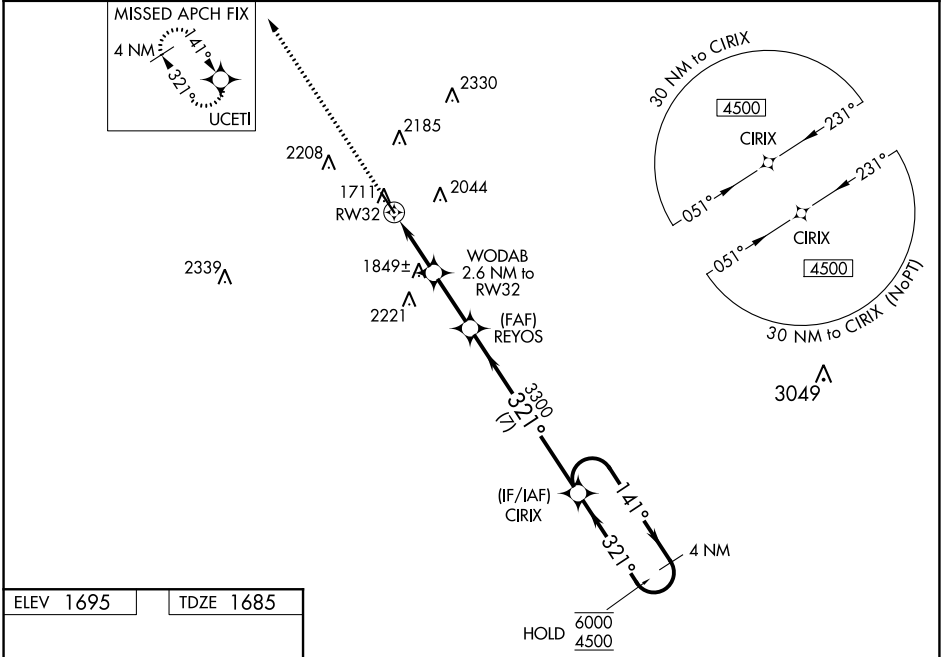 MISSED APCH FIX
4 NM
141°
321°
UCETI
2330
2185
2208
1711
RW32
2044
2339
1849±
WODAB
2.6 NM to
RW32
2221
(FAF)
REYOS
3300
321°
(7)
(IF/IAF)
CIRIX
141°
321°
4 NM
HOLD
6000
4500
30 NM to CIRIX
4500
CIRIX
231°
051°
231°
051°
CIRIX
4500
30 NM to CIRIX (NoPT)
3049
ELEV 1695
TDZE 1685